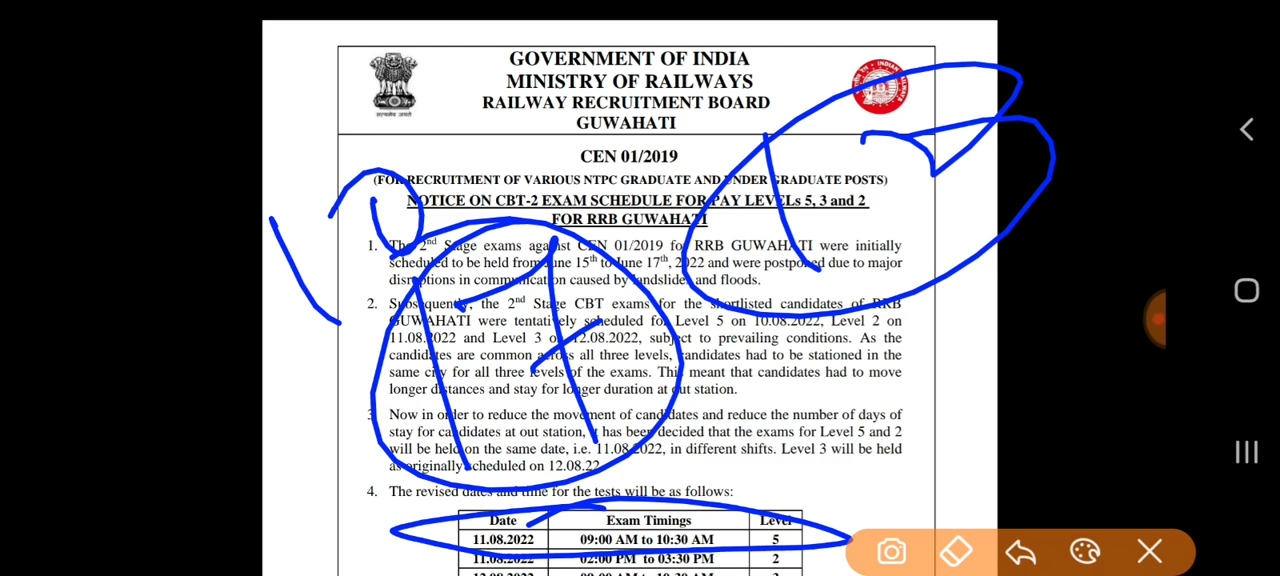 GOVERNMENT OF INDIA
MINISTRY OF RAILWAYS
RAILWAY RECRUITMENT BOARD
GUWAHATI
सत्यमेव जयते
CEN 01/2019
(FOR RECRUITMENT OF VARIOUS NTPC GRADUATE AND UNDER GRADUATE POSTS)
NOTICE ON CBT-2 EXAM SCHEDULE FOR PAY LEVELs 5, 3 and 2
FOR RRB GUWAHATI
1. The 2nd Stage exams against CEN 01/2019 for RRB GUWAHATI were initially
scheduled to be held from June 15th to June 17th, 2022 and were postponed due to major
disruptions in communication caused by landslides and floods.
2. Subsequently, the 2nd Stage CBT exams for the shortlisted candidates of RRB
GUWAHATI were tentatively scheduled for Level 5 on 10.08.2022, Level 2 on
11.08.2022 and Level 3 on 12.08.2022, subject to prevailing conditions. As the
candidates are common across all three levels, candidates had to be stationed in the
same city for all three levels of the exams. This meant that candidates had to move
longer distances and stay for longer duration at out station.
3. Now in order to reduce the movement of candidates and reduce the number of days of
stay for candidates at out station, it has been decided that the exams for Level 5 and 2
will be held on the same date, i.e. 11.08.2022, in different shifts. Level 3 will be held
as originally scheduled on 12.08.22.
4. The revised dates and time for the tests will be as follows:
Date Exam Timings Level
11.08.2022 09:00 AM to 10:30 AM 5
11.08.2022 02:00 PM to 03:30 PM 2